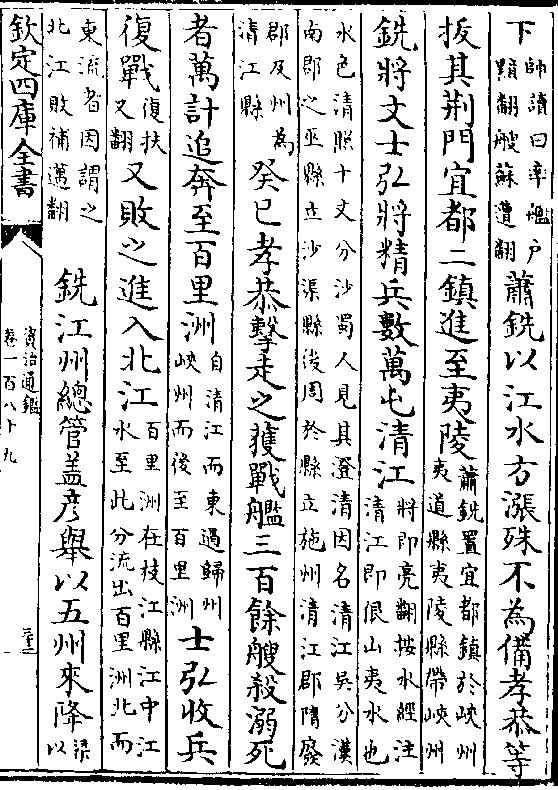 下師讀曰率艦戶黯翻艘蘇遭翻蕭銑以江水方漲殊不為備孝恭等
拔其荆門宜都二鎮進至夷陵蕭銑置宜都鎮於峽州夷道縣夷陵縣帶峽州
銑將文士弘將精兵數萬屯清江將即亮翻按水經注清江即佷山夷水也
水色清照十丈分沙蜀人見其澄清因名清江吳分漢南郡之巫縣立沙渠縣後周於縣立施州清江郡隋廢
郡及州為清江縣癸巳孝恭擊走之獲戰艦三百餘艘殺溺死
者萬計追奔至百里洲自清江而東過歸州峽州而後至百里洲士弘收兵
復戰復扶又翻又敗之進入北江百里洲在枝江縣江中江水至此分流出百里洲北而
東流者因謂之北江敗補邁翻銑江州總管盖彦舉以五州來降梁以
欽定四庫全書
資治通鑑
卷一百八十九